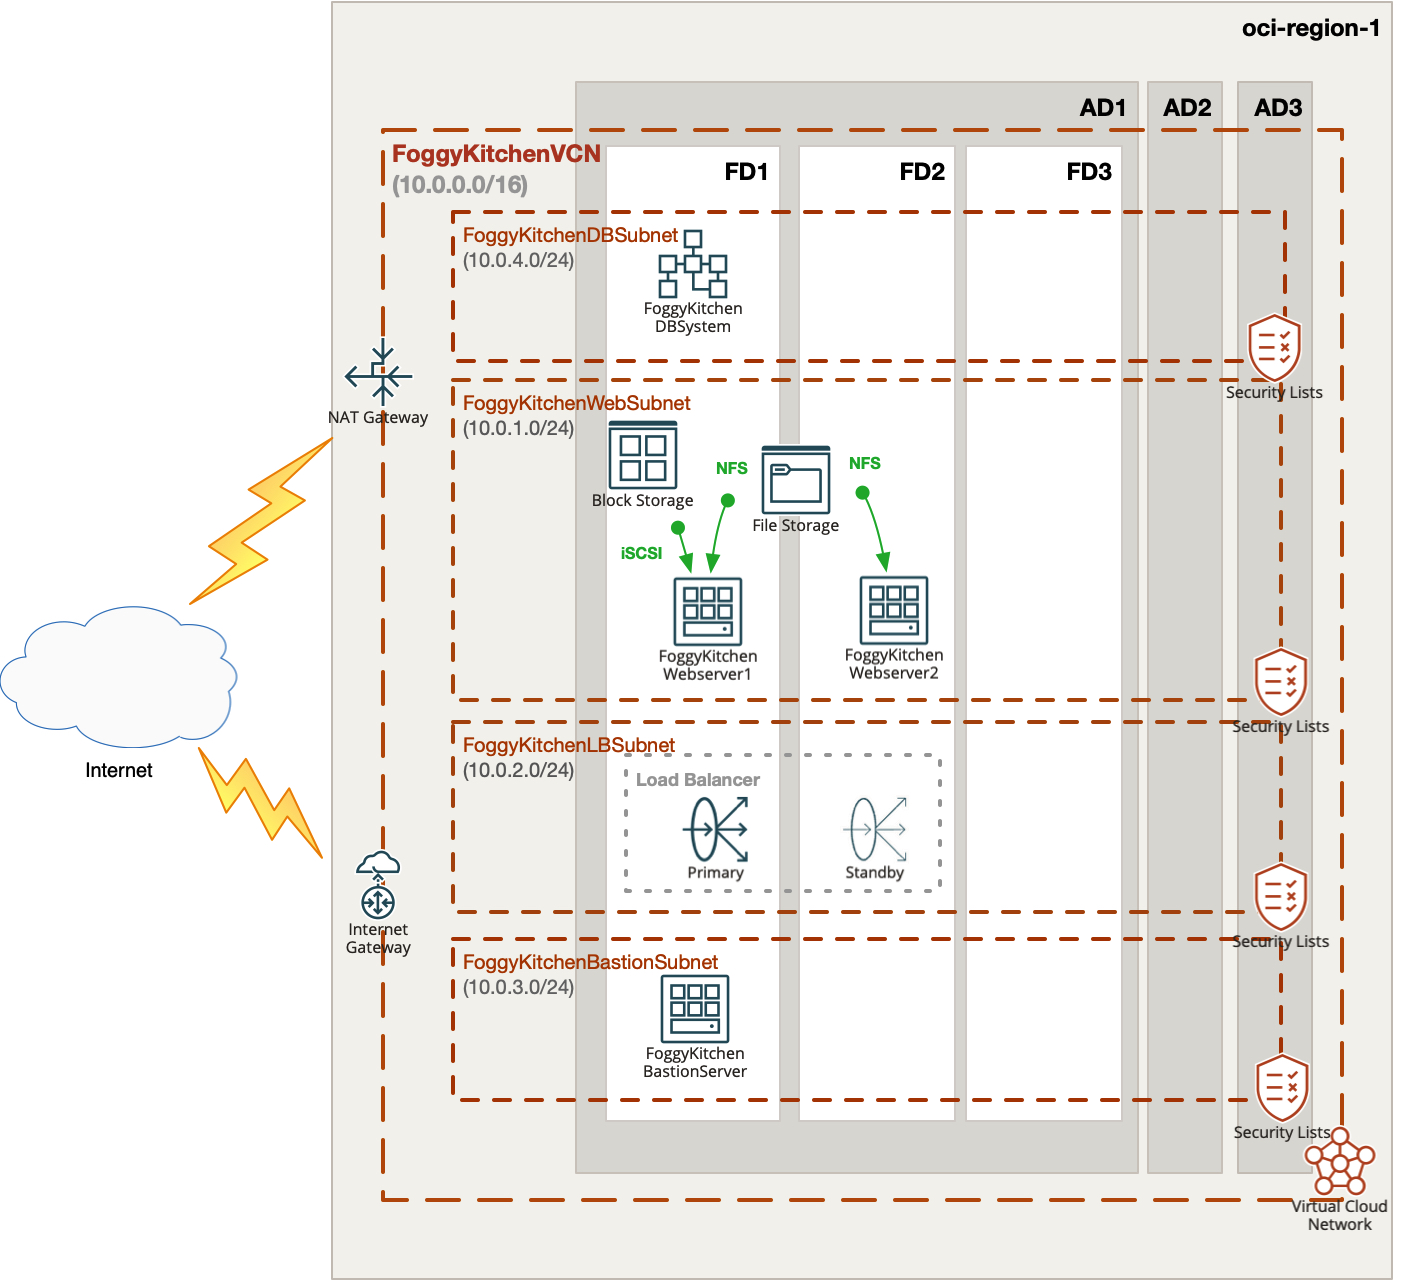 oci-region-1
AD1
AD2
AD3
FoggyKitchenVCN
(10.0.0.0/16)
FD1
FD2
FD3
FoggyKitchenDBSubnet
(10.0.4.0/24)
FoggyKitchen
DBSystem
Security Lists
NAT Gateway
FoggyKitchenWebSubnet
(10.0.1.0/24)
Block Storage
NFS
File Storage
NFS
iSCSI
FoggyKitchen
Webserver1
FoggyKitchen
Webserver2
Security Lists
Internet
FoggyKitchenLBSubnet
(10.0.2.0/24)
Load Balancer
Primary
Standby
Internet
Gateway
Security Lists
FoggyKitchenBastionSubnet
(10.0.3.0/24)
FoggyKitchen
BastionServer
Security Lists
Virtual Cloud
Network